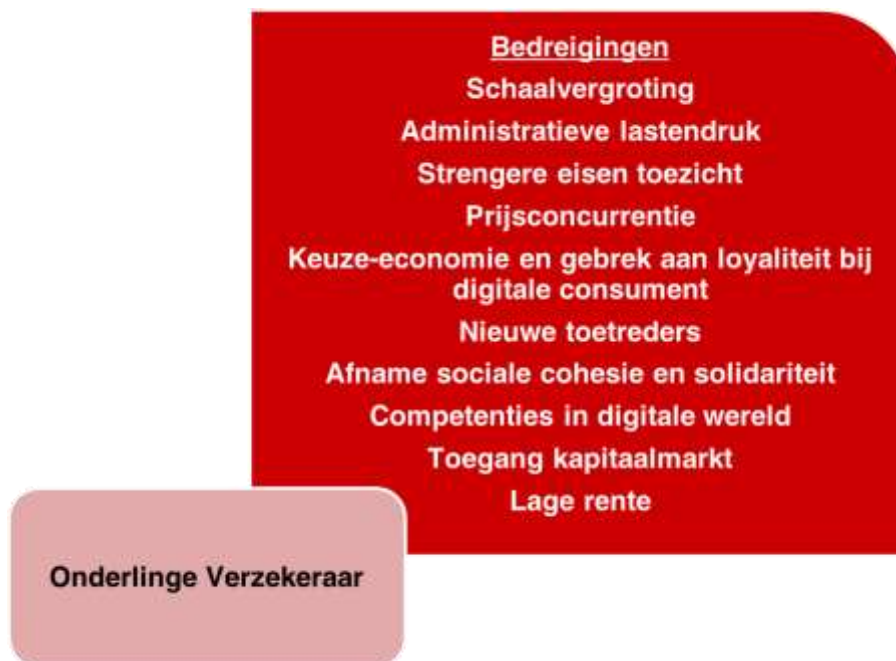 Bedreigingen
Schaalvergroting
Administratieve lastendruk
Strengere eisen toezicht
Prijsconcurrentie
Keuze-economie en gebrek aan loyaliteit bij
digitale consument
Nieuwe toetreders
Afname sociale cohesie en solidariteit
Competenties in digitale wereld
Toegang kapitaalmarkt
Lage rente
Onderlinge Verzekeraar